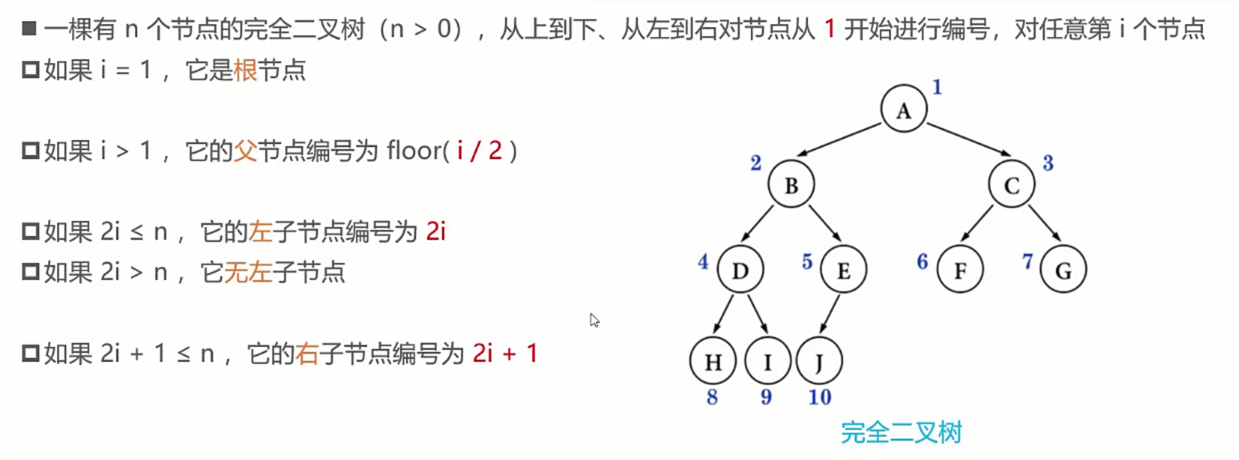 ■ 一棵有 n 个节点的完全二叉树（n > 0），从上到下、从左到右对节点从 1 开始进行编号，对任意第 i 个节点
□ 如果 i = 1 ，它是根节点
□ 如果 i > 1 ，它的父节点编号为 floor( i / 2 )
□ 如果 2i ≤ n ，它的左子节点编号为 2i
□ 如果 2i > n ，它无左子节点
□ 如果 2i + 1 ≤ n ，它的右子节点编号为 2i + 1
1
A
2
B
3
C
4
D
5
E
6
F
7
G
H
I
J
8
9
10
完全二叉树